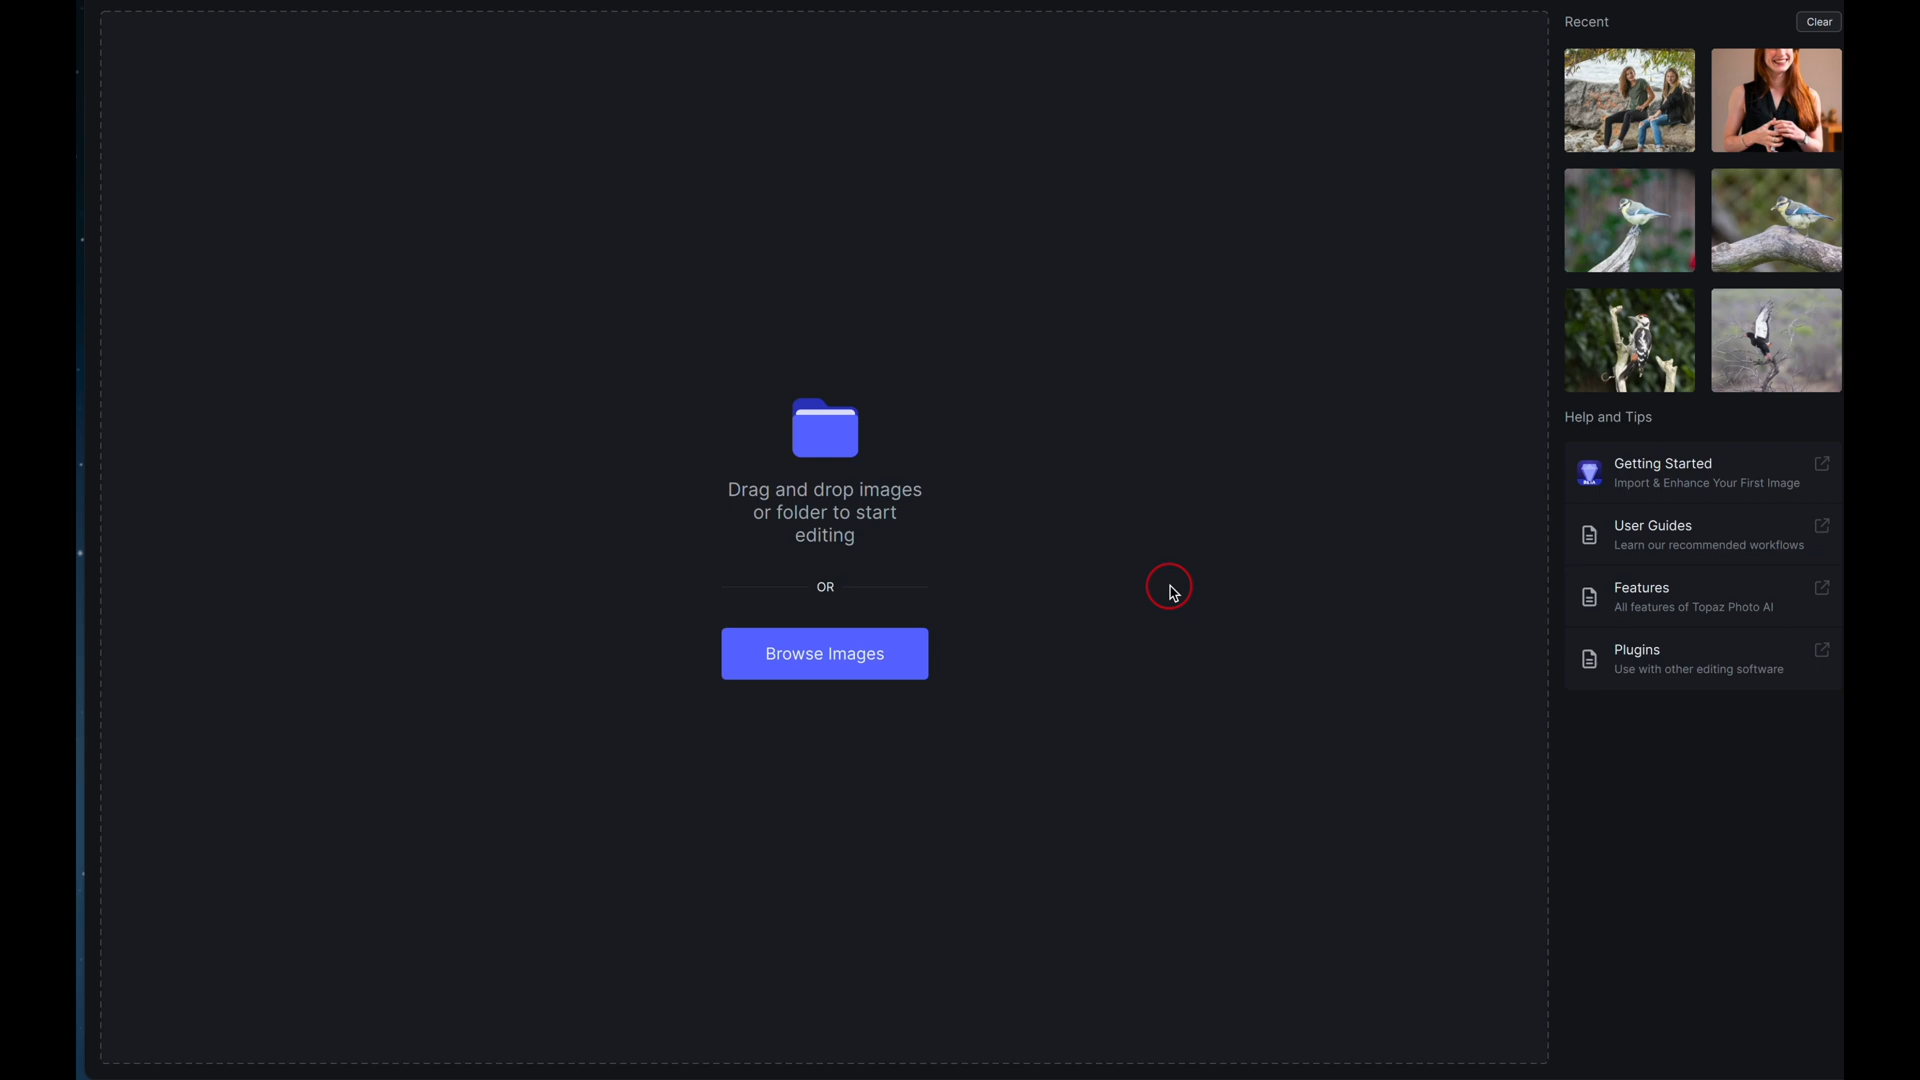 Recent
Clear
Drag and drop images
or folder to start
editing
OR
Browse Images
Help and Tips
Getting Started
Import & Enhance Your First Image
User Guides
Learn our recommended workflows
Features
All features of Topaz Photo AI
Plugins
Use with other editing software